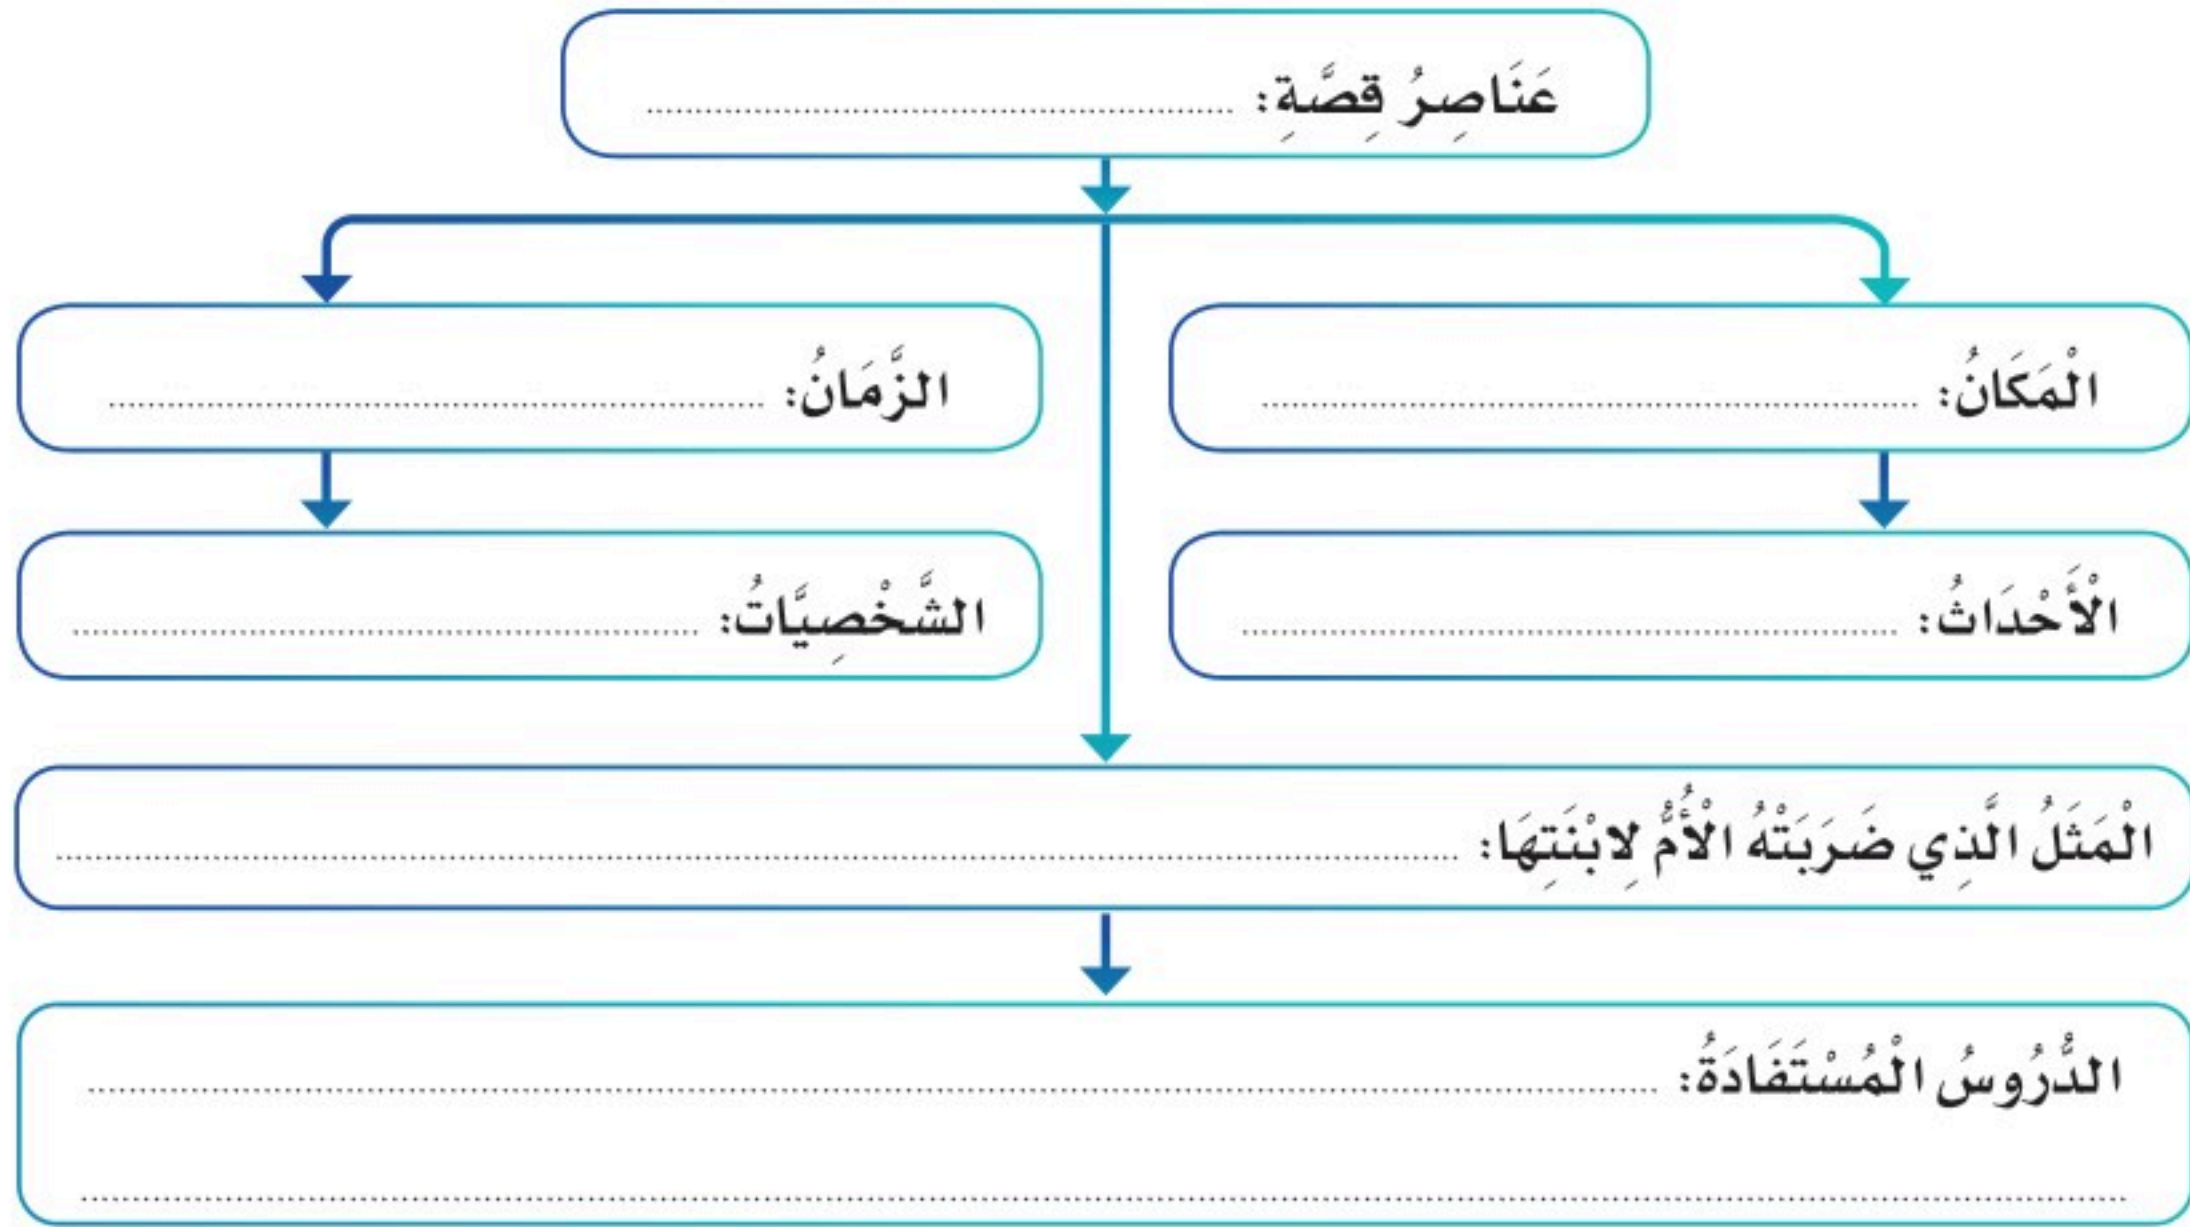 عَنَاصِرُ قِصَّةِ: ........................................
الْمَكَانُ: ........................................
الزَّمَانُ: ........................................
الْأَحْدَاثُ: ........................................
الشَّخْصِيَّاتُ: ........................................
الْمَثَلُ الَّذِي ضَرَبَتْهُ الْأُمُّ لِابْنَتِهَا: ........................................
الدُّرُوسُ الْمُسْتَفَادَةُ: ........................................
........................................